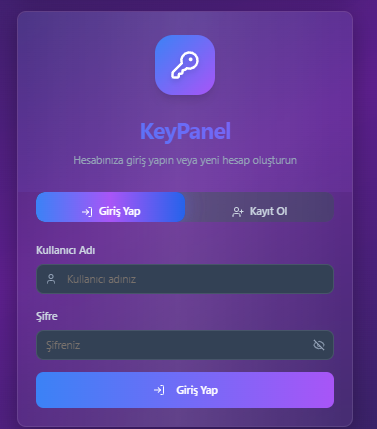 KeyPanel
Hesabınıza giriş yapın veya yeni hesap oluşturun
Giriş Yap
Kayıt Ol
Kullanıcı Adı
Kullanıcı adınız
Şifre
Şifreniz
Giriş Yap